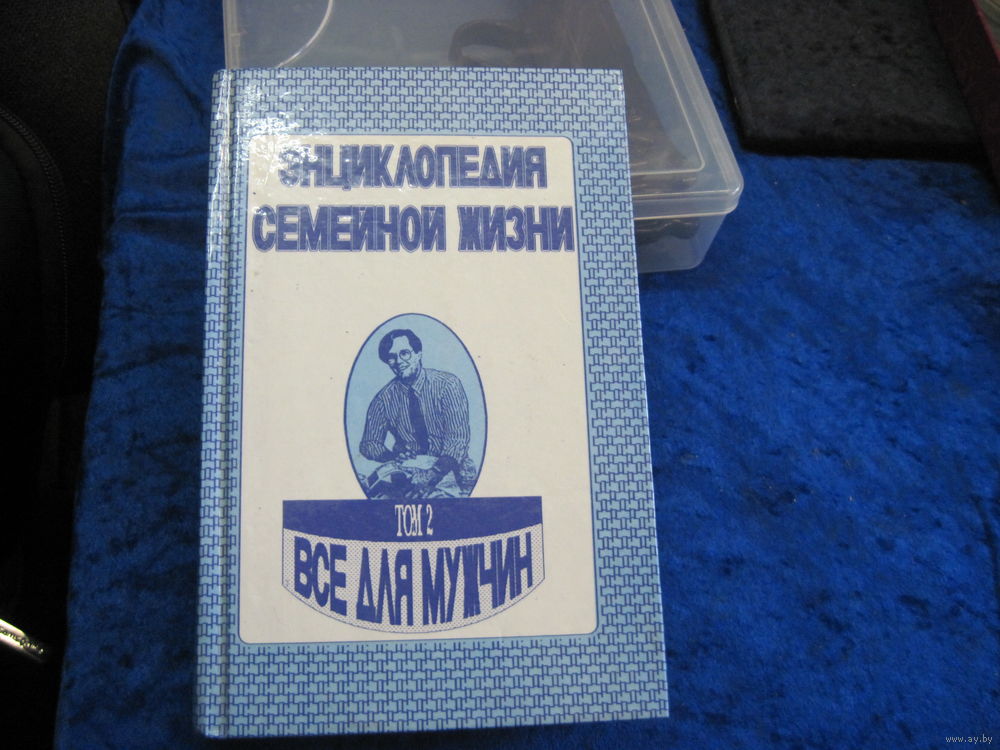 ЭНЦИКЛОПЕДИЯ
СЕМЕЙНОЙ ЖИЗНИ
ТОМ 2
ВСЕ ДЛЯ МУЖЧИН
www.ay.by